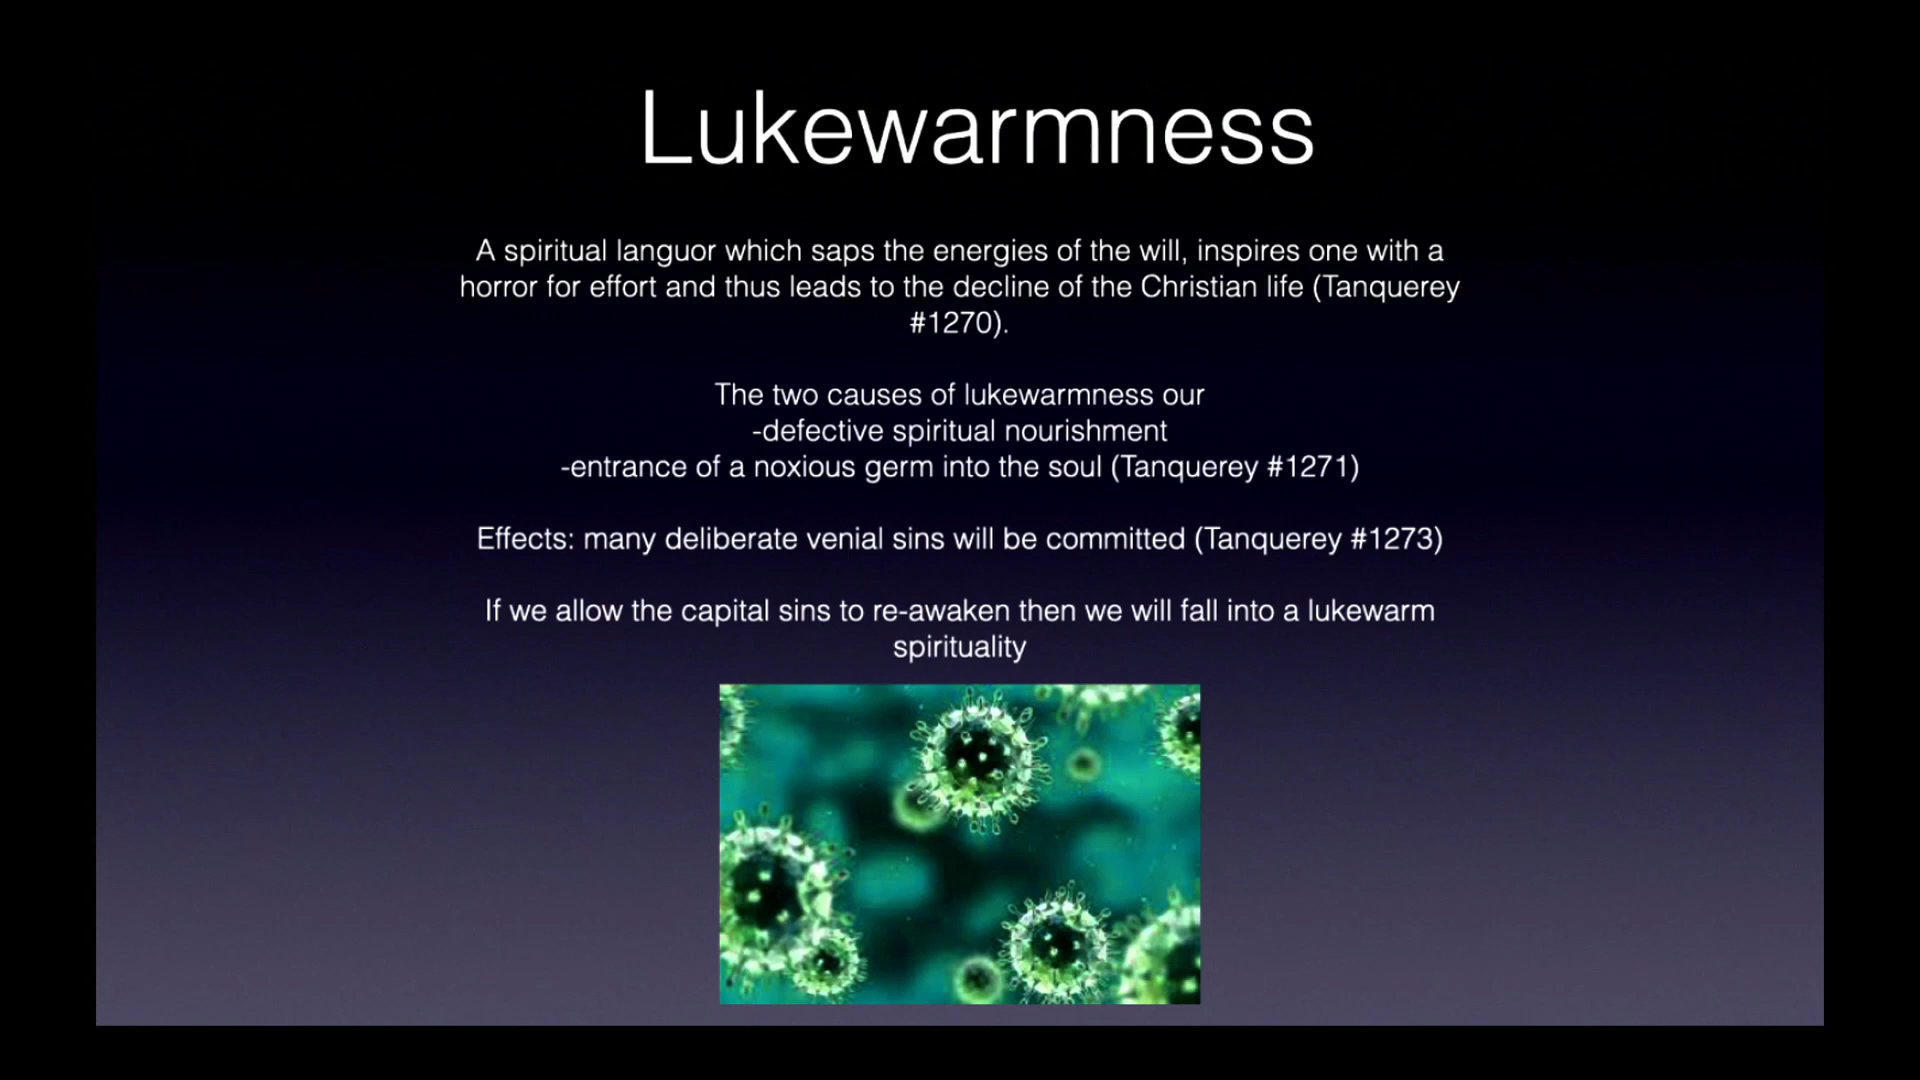 Lukewarmness
A spiritual languor which saps the energies of the will, inspires one with a
horror for effort and thus leads to the decline of the Christian life (Tanquerey
#1270).
The two causes of lukewarmness our
-defective spiritual nourishment
-entrance of a noxious germ into the soul (Tanquerey #1271)
Effects: many deliberate venial sins will be committed (Tanquerey #1273)
If we allow the capital sins to re-awaken then we will fall into a lukewarm
spirituality